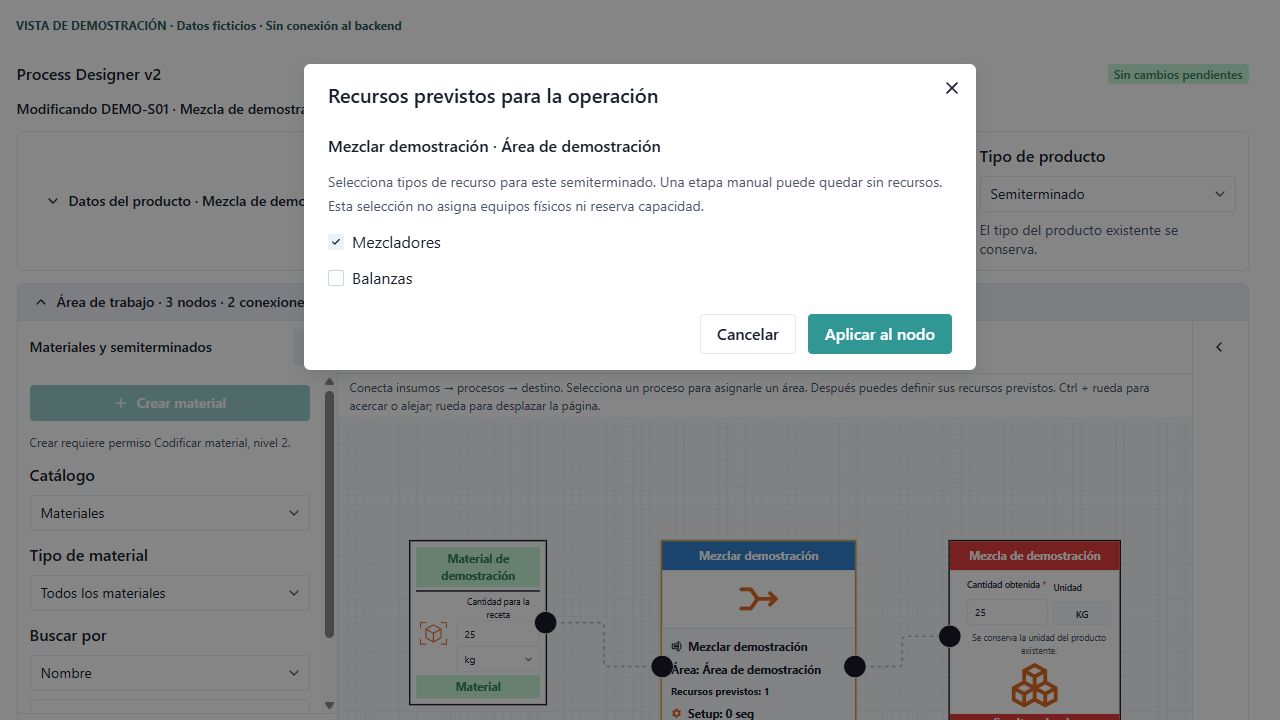 VISTA DE DEMOSTRACIÓN · Datos ficticios · Sin conexión al backend
Process Designer v2
Sin cambios pendientes
Modificando DEMO-S01 · Mezcla de demostra
Recursos previstos para la operación
Mezclar demostración · Área de demostración
Selecciona tipos de recurso para este semiterminado. Una etapa manual puede quedar sin recursos.
Esta selección no asigna equipos físicos ni reserva capacidad.
Mezcladores
Balanzas
Cancelar
Aplicar al nodo
Datos del producto · Mezcla de demo
Tipo de producto
Semiterminado
El tipo del producto existente se
conserva.
Área de trabajo · 3 nodos · 2 conexione
Materiales y semiterminados
Crear material
Crear requiere permiso Codificar material, nivel 2.
Catálogo
Materiales
Tipo de material
Todos los materiales
Buscar por
Nombre
Conecta insumos → procesos → destino. Selecciona un proceso para asignarle un área. Después puedes definir sus recursos previstos. Ctrl + rueda para
acercar o alejar; rueda para desplazar la página.
Material de
demostración
Cantidad para la
receta
25
kg
Material
Mezclar demostración
Mezclar demostración
Área: Área de demostración
Recursos previstos: 1
Setup: 0 seg
Mezcla de demostración
Cantidad obtenida *
Unidad
25
KG
Se conserva la unidad del producto
existente.